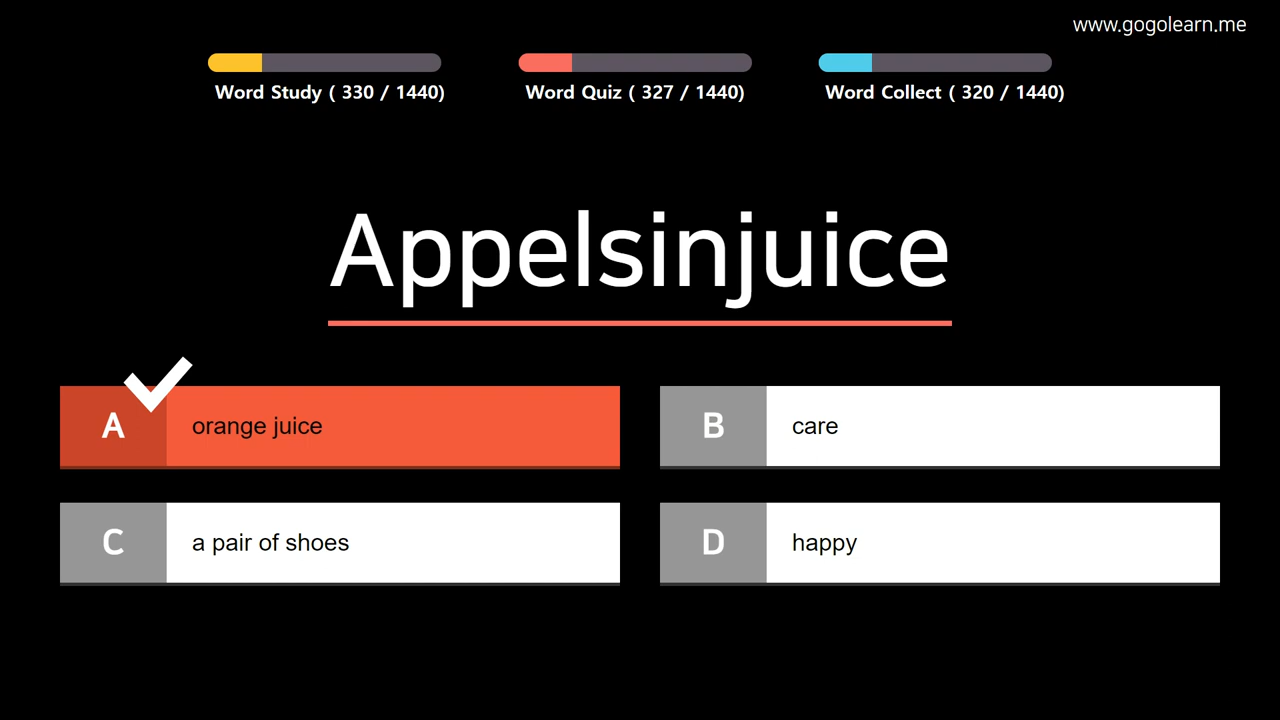 www.gogolearn.me
Word Study ( 330 / 1440)
Word Quiz ( 327 / 1440)
Word Collect ( 320 / 1440)
Appelsinjuice
A orange juice
B care
C a pair of shoes
D happy